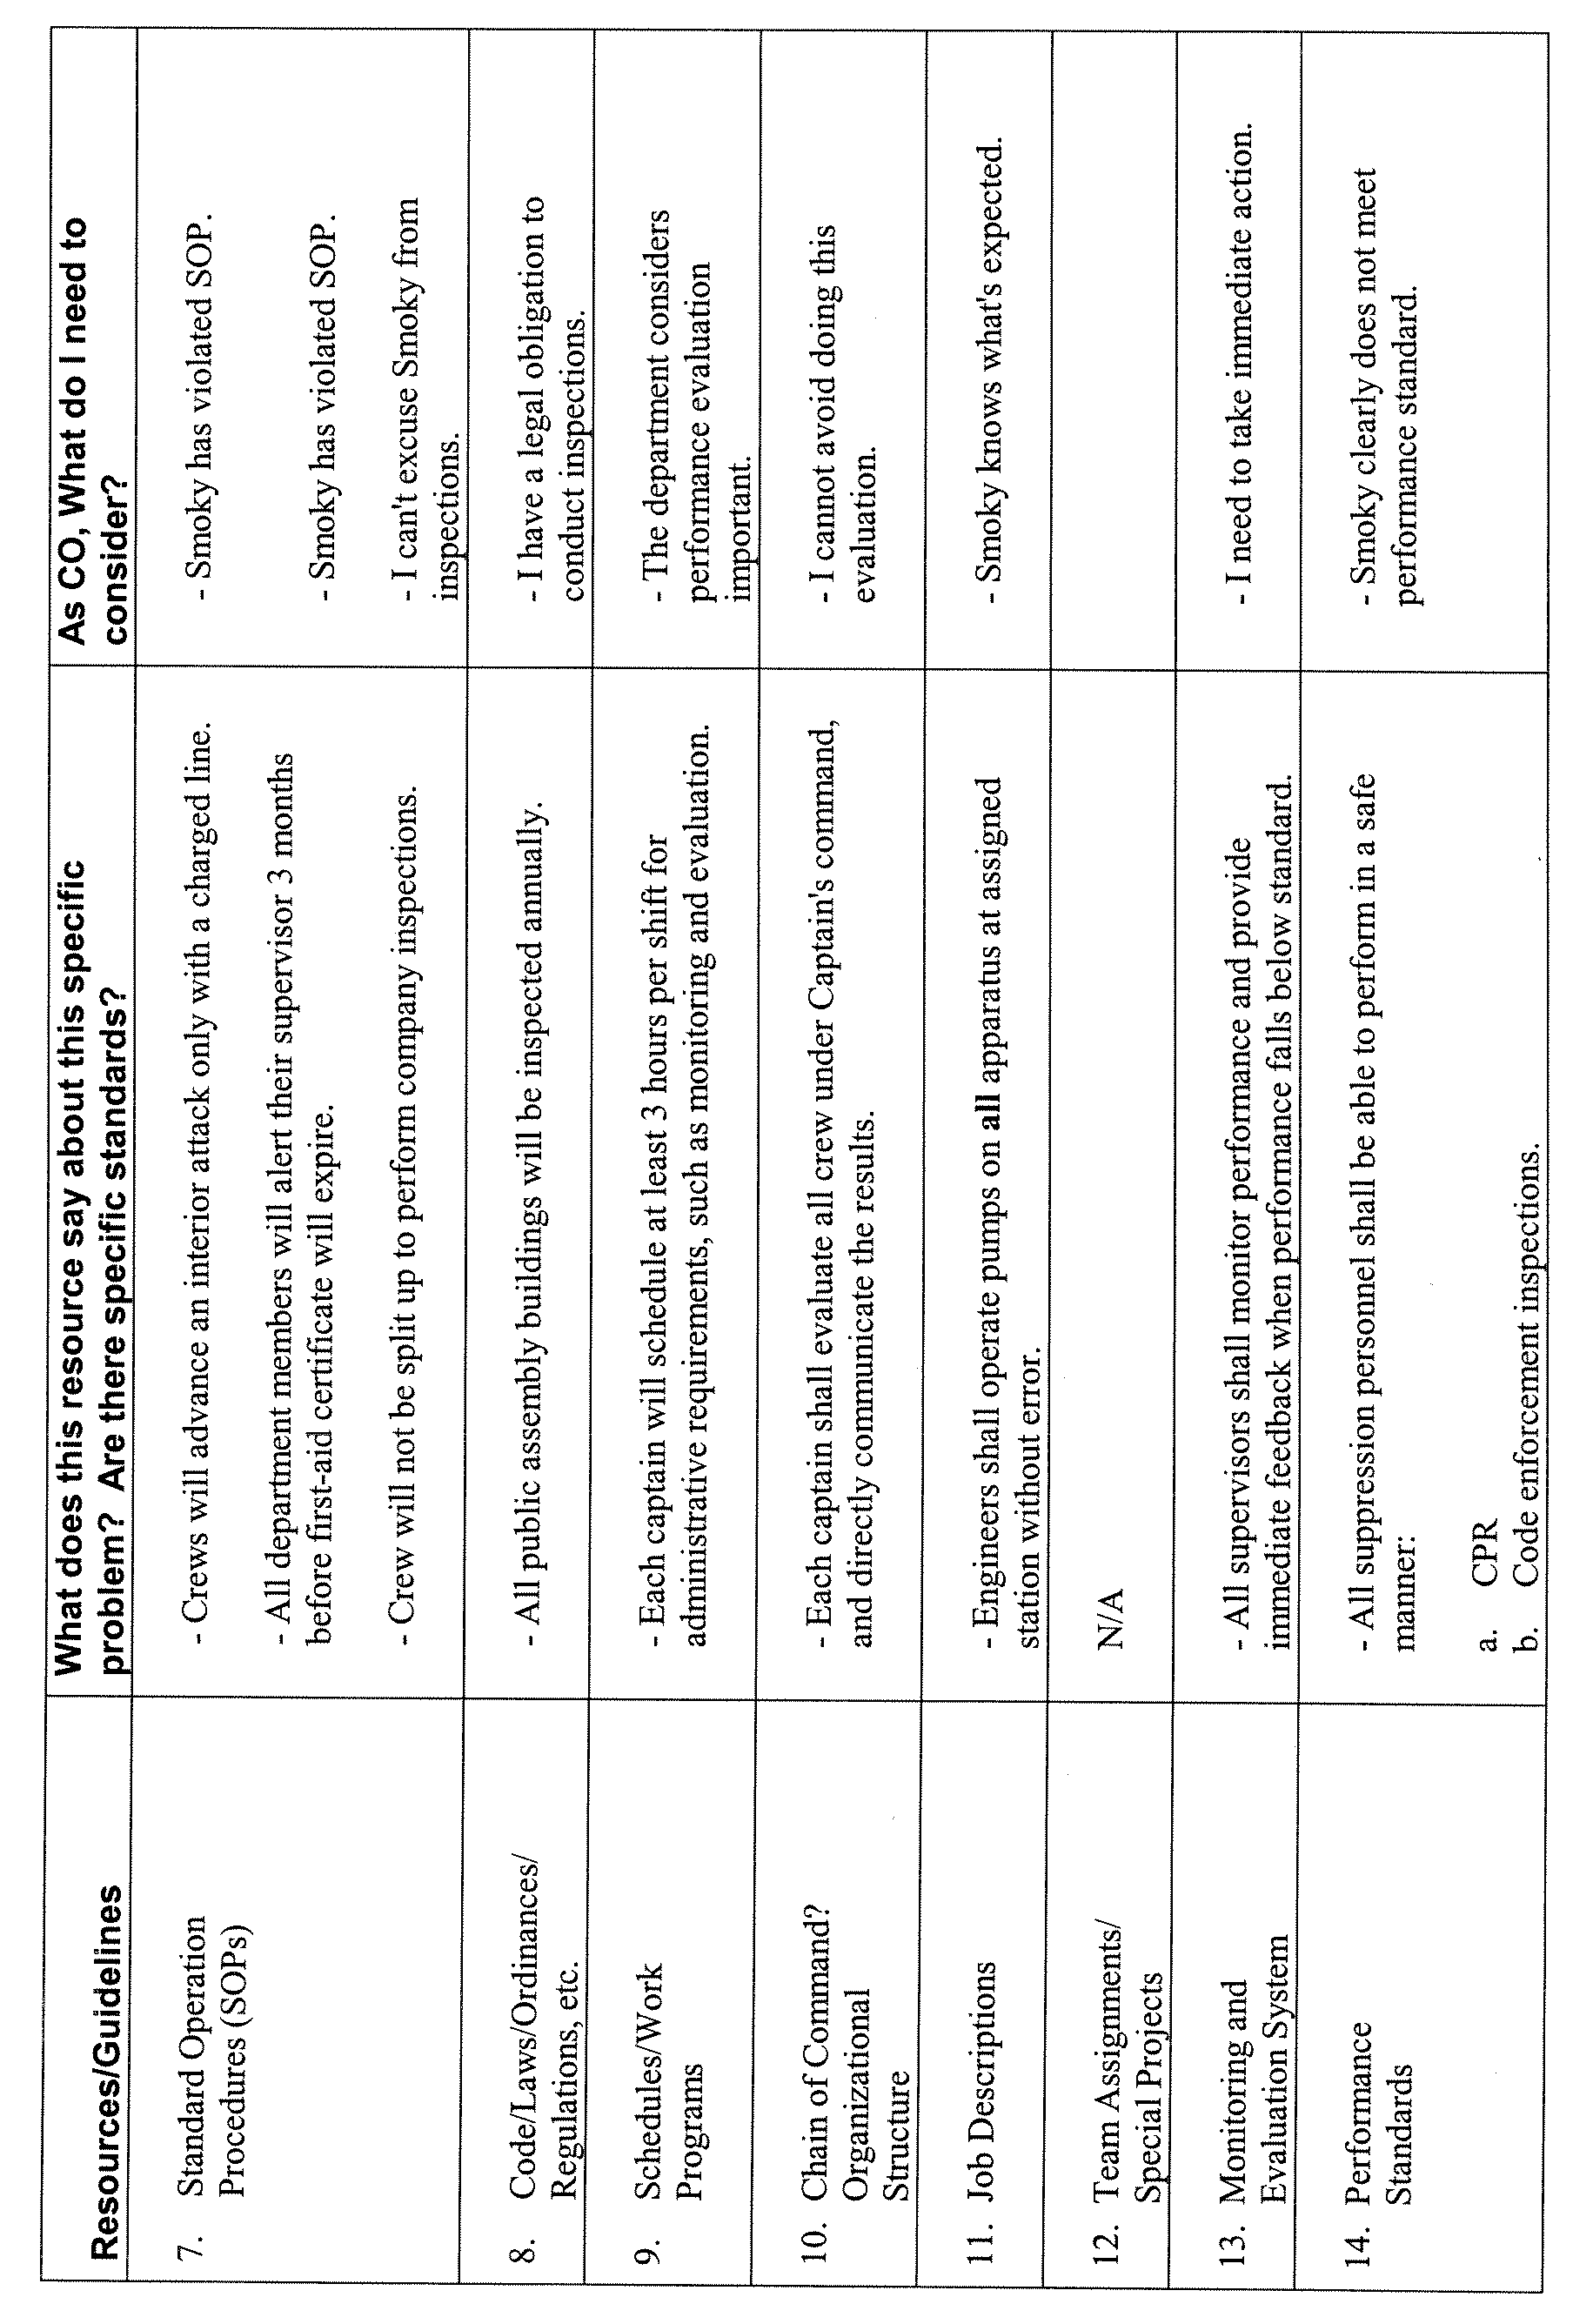 Resources/Guidelines
What does this resource say about this specific
problem? Are there specific standards?
As CO, What do I need to
consider?
7. Standard Operation
Procedures (SOPs)
- Crews will advance an interior attack only with a charged line.
- All department members will alert their supervisor 3 months
before first-aid certificate will expire.
- Crew will not be split up to perform company inspections.
- Smoky has violated SOP.
- Smoky has violated SOP.
- I can't excuse Smoky from
inspections.
8. Code/Laws/Ordinances/
Regulations, etc.
- All public assembly buildings will be inspected annually.
- I have a legal obligation to
conduct inspections.
9. Schedules/Work
Programs
- Each captain will schedule at least 3 hours per shift for
administrative requirements, such as monitoring and evaluation.
- The department considers
performance evaluation
important.
10. Chain of Command?
Organizational
Structure
- Each captain shall evaluate all crew under Captain's command,
and directly communicate the results.
- I cannot avoid doing this
evaluation.
11. Job Descriptions
- Engineers shall operate pumps on all apparatus at assigned
station without error.
- Smoky knows what's expected.
12. Team Assignments/
Special Projects
N/A
13. Monitoring and
Evaluation System
- All supervisors shall monitor performance and provide
immediate feedback when performance falls below standard.
- I need to take immediate action.
14. Performance
Standards
- All suppression personnel shall be able to perform in a safe
manner:
a. CPR
b. Code enforcement inspections.
- Smoky clearly does not meet
performance standard.